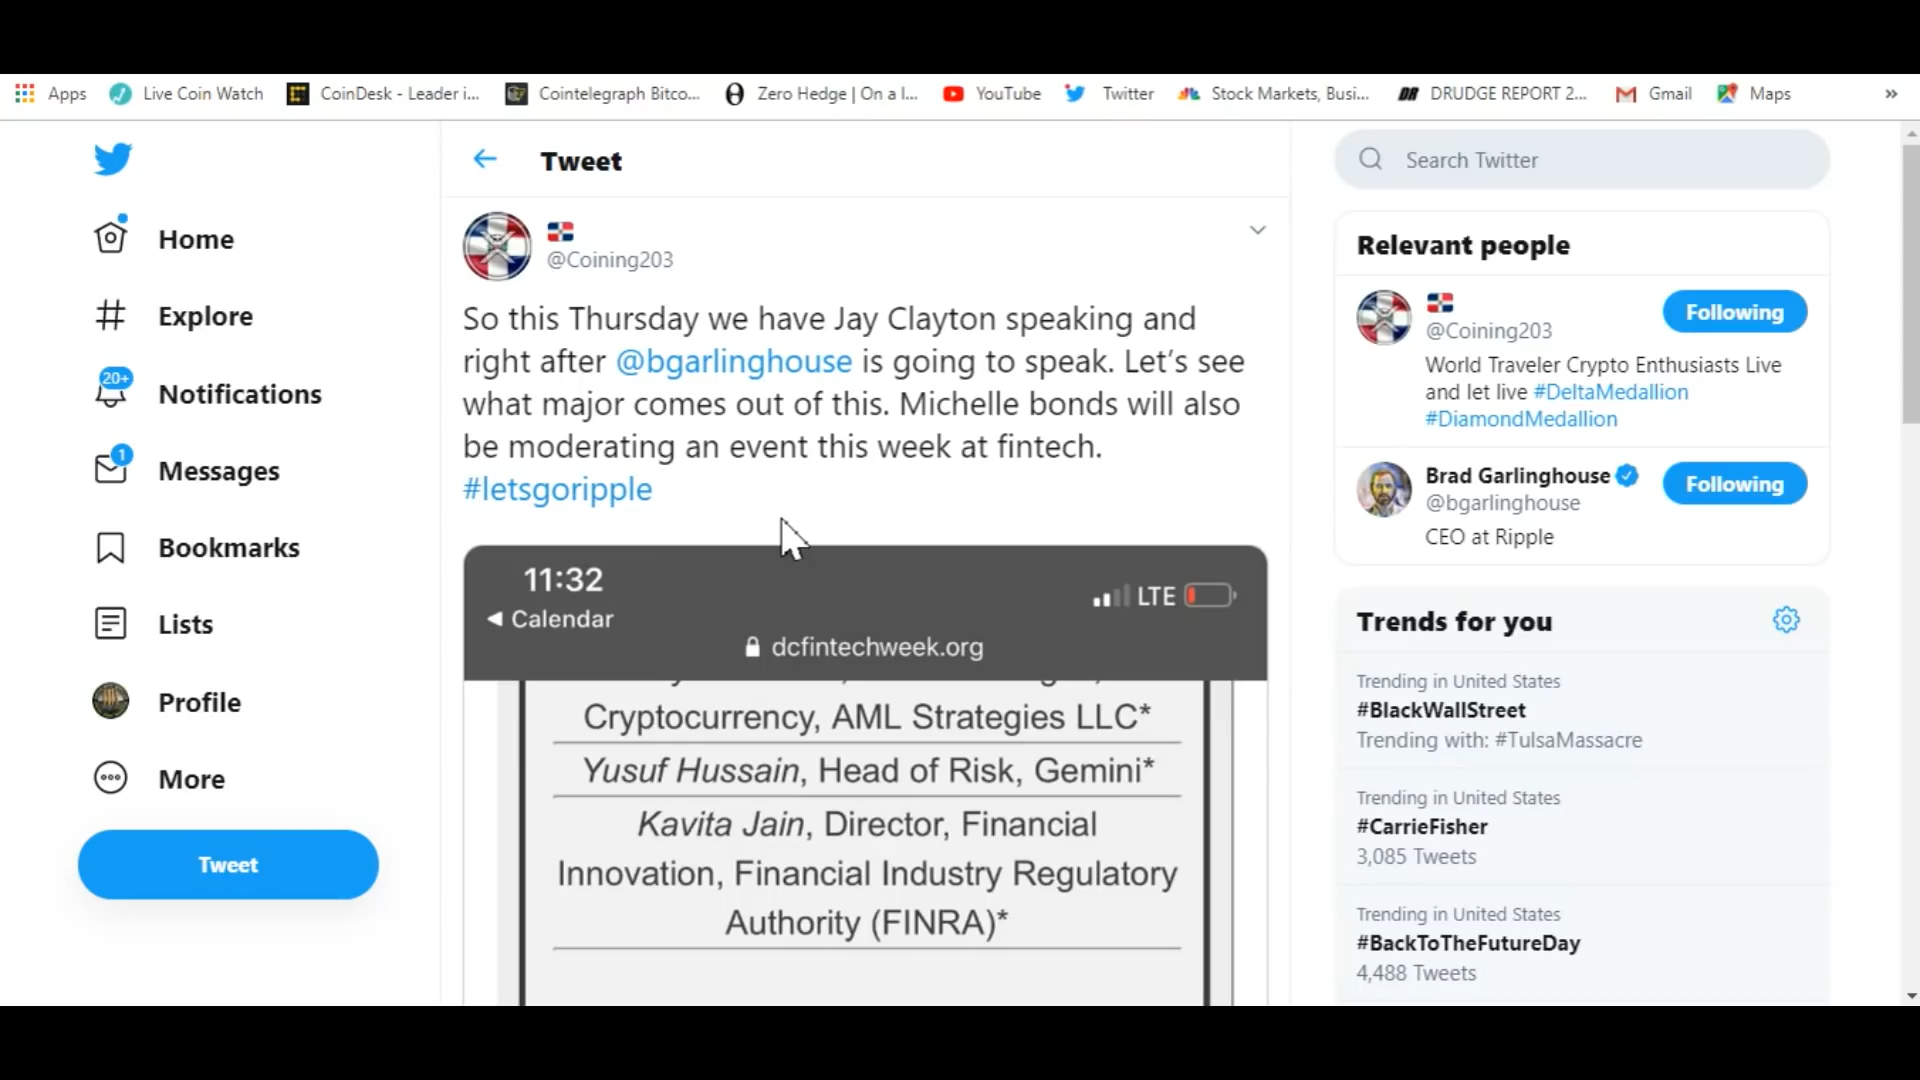 Apps
Live Coin Watch
CoinDesk - Leader i...
Cointelegraph Bitco...
Zero Hedge | On a l...
YouTube
Twitter
Stock Markets, Busi...
DRUDGE REPORT 2...
Gmail
Maps
»
Home
Explore
20+
Notifications
1
Messages
Bookmarks
Lists
Profile
More
Tweet
Tweet
@Coining203
So this Thursday we have Jay Clayton speaking and
right after @bgarlinghouse is going to speak. Let's see
what major comes out of this. Michelle bonds will also
be moderating an event this week at fintech.
#letsgoripple
11:32
LTE
◀ Calendar
dcfintechweek.org
Cryptocurrency, AML Strategies LLC*
Yusuf Hussain, Head of Risk, Gemini*
Kavita Jain, Director, Financial
Innovation, Financial Industry Regulatory
Authority (FINRA)*
Search Twitter
Relevant people
@Coining203
Following
World Traveler Crypto Enthusiasts Live
and let live #DeltaMedallion
#DiamondMedallion
Brad Garlinghouse
@bgarlinghouse
Following
CEO at Ripple
Trends for you
Trending in United States
#BlackWallStreet
Trending with: #TulsaMassacre
Trending in United States
#CarrieFisher
3,085 Tweets
Trending in United States
#BackToTheFutureDay
4,488 Tweets